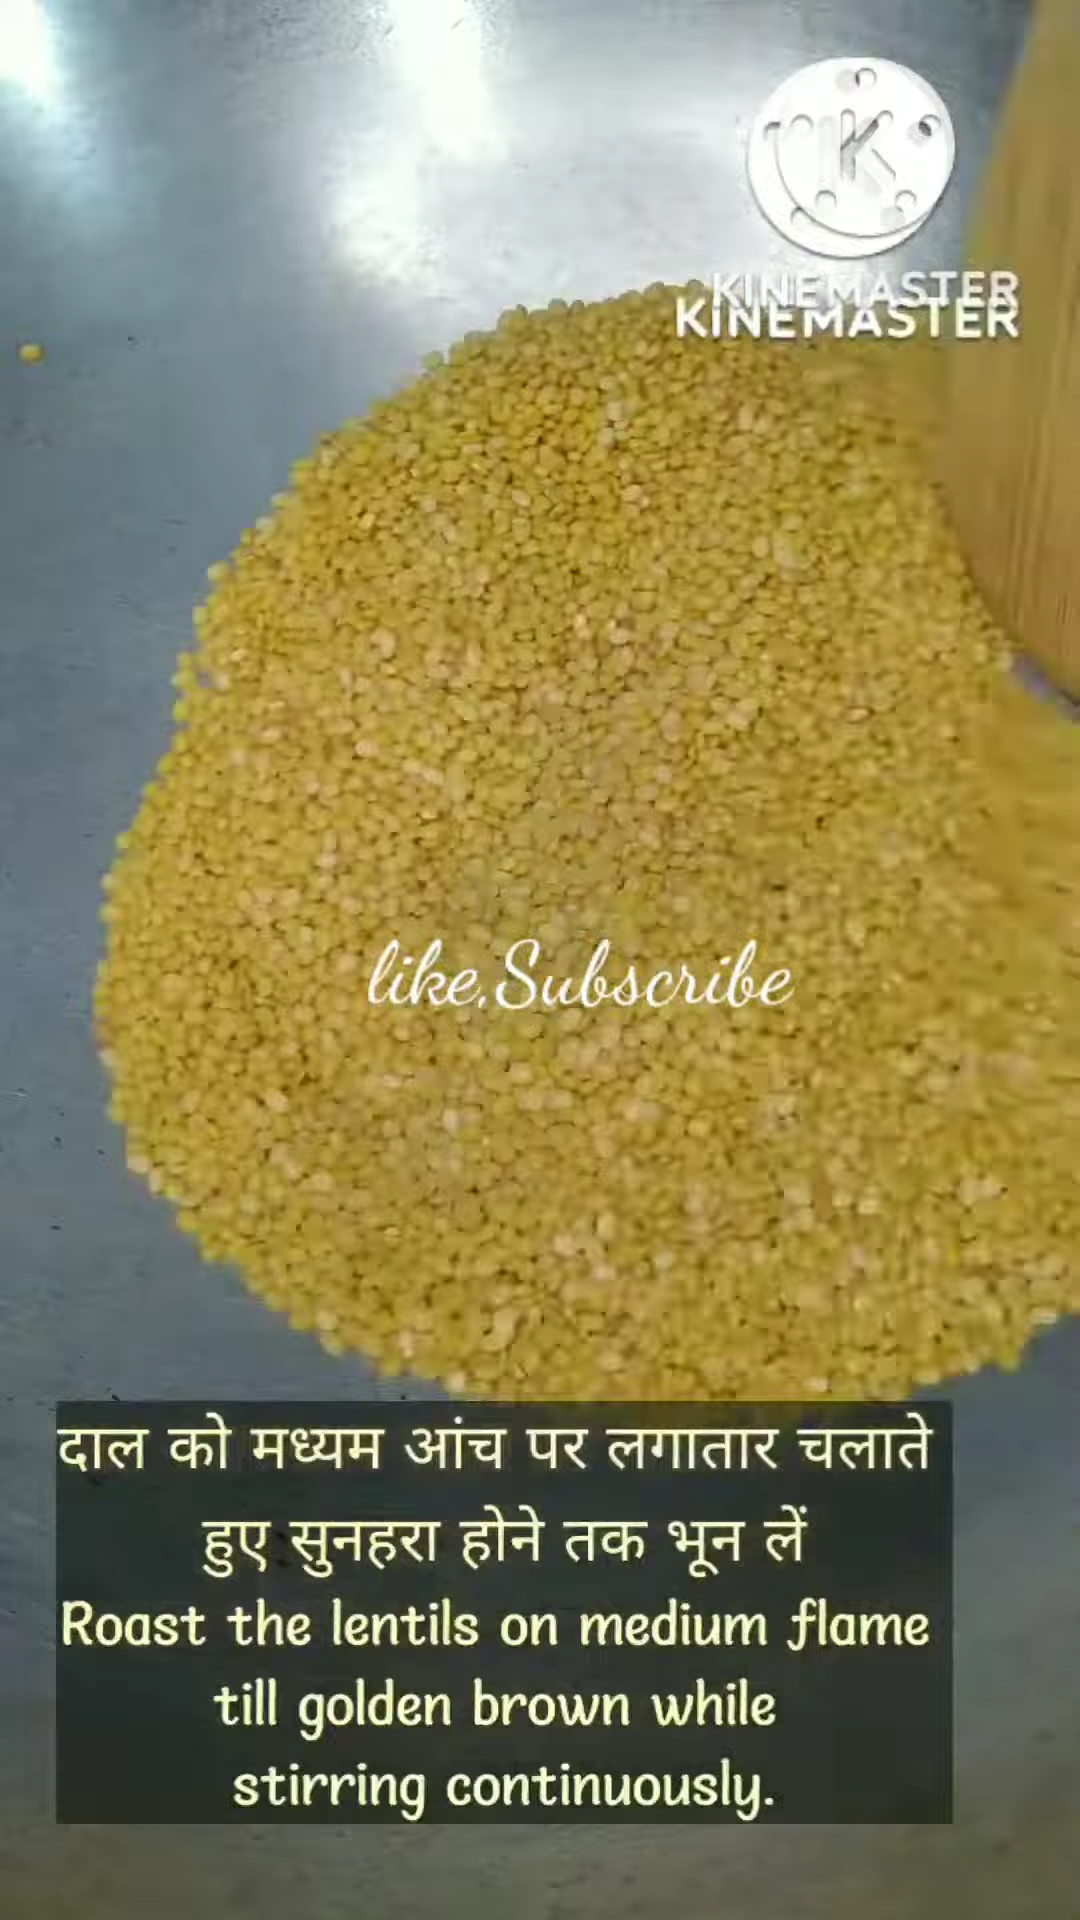 K
KINEMASTER
KINEMASTER
like.Subscribe
दाल को मध्यम आंच पर लगातार चलाते
हुए सुनहरा होने तक भून लें
Roast the lentils on medium flame
till golden brown while
stirring continuously.